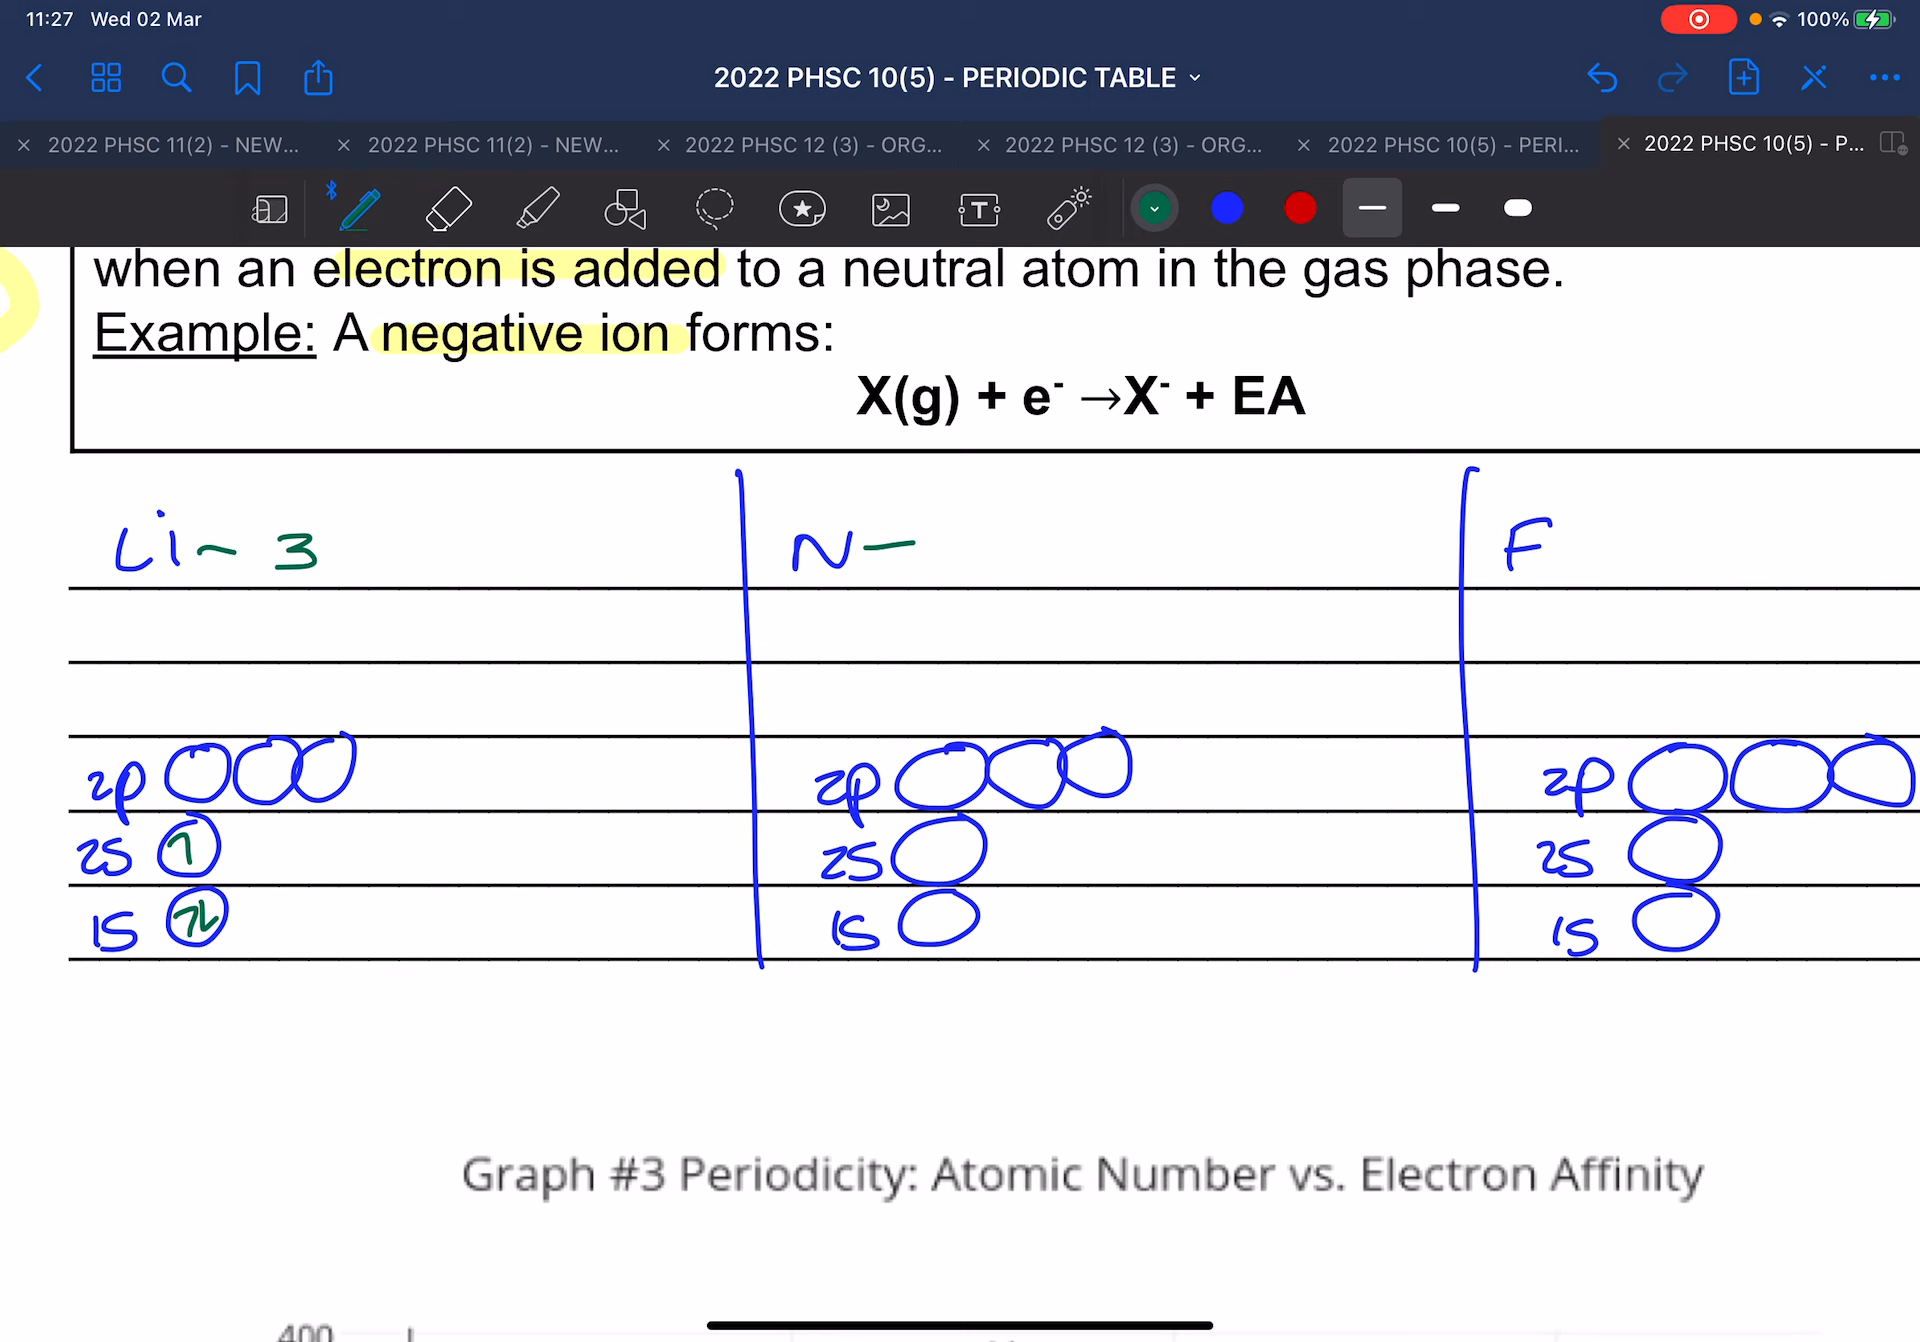 11:27 Wed 02 Mar 100%
2022 PHSC 10(5) - PERIODIC TABLE
2022 PHSC 11(2) - NEW... 2022 PHSC 11(2) - NEW... 2022 PHSC 12 (3) - ORG... 2022 PHSC 12 (3) - ORG... 2022 PHSC 10(5) - PERI... 2022 PHSC 10(5) - P...
when an electron is added to a neutral atom in the gas phase.
Example: A negative ion forms:
X(g) + e⁻ →X⁻ + EA
Li – 3 N – F
2p 2p 2p
2s 2s 2s
1s 1s 1s
Graph #3 Periodicity: Atomic Number vs. Electron Affinity
400